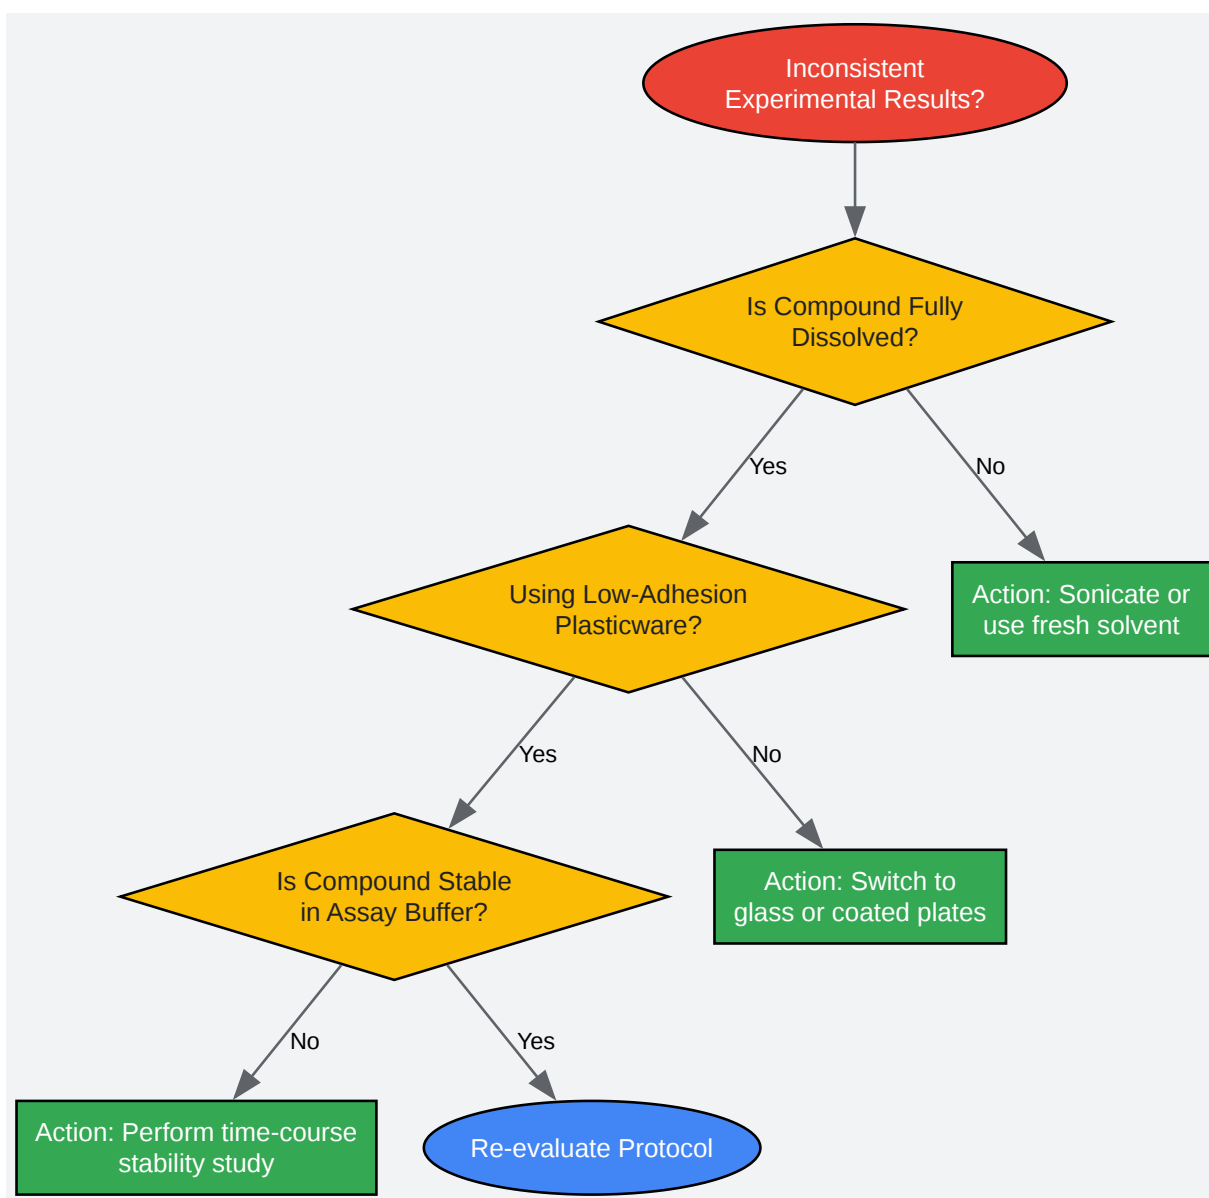 Inconsistent
Experimental Results?
Is Compound Fully
Dissolved?
Yes
No
Using Low-Adhesion
Plasticware?
Action: Sonicate or
use fresh solvent
Yes
No
Is Compound Stable
in Assay Buffer?
Action: Switch to
glass or coated plates
No
Yes
Action: Perform time-course
stability study
Re-evaluate Protocol